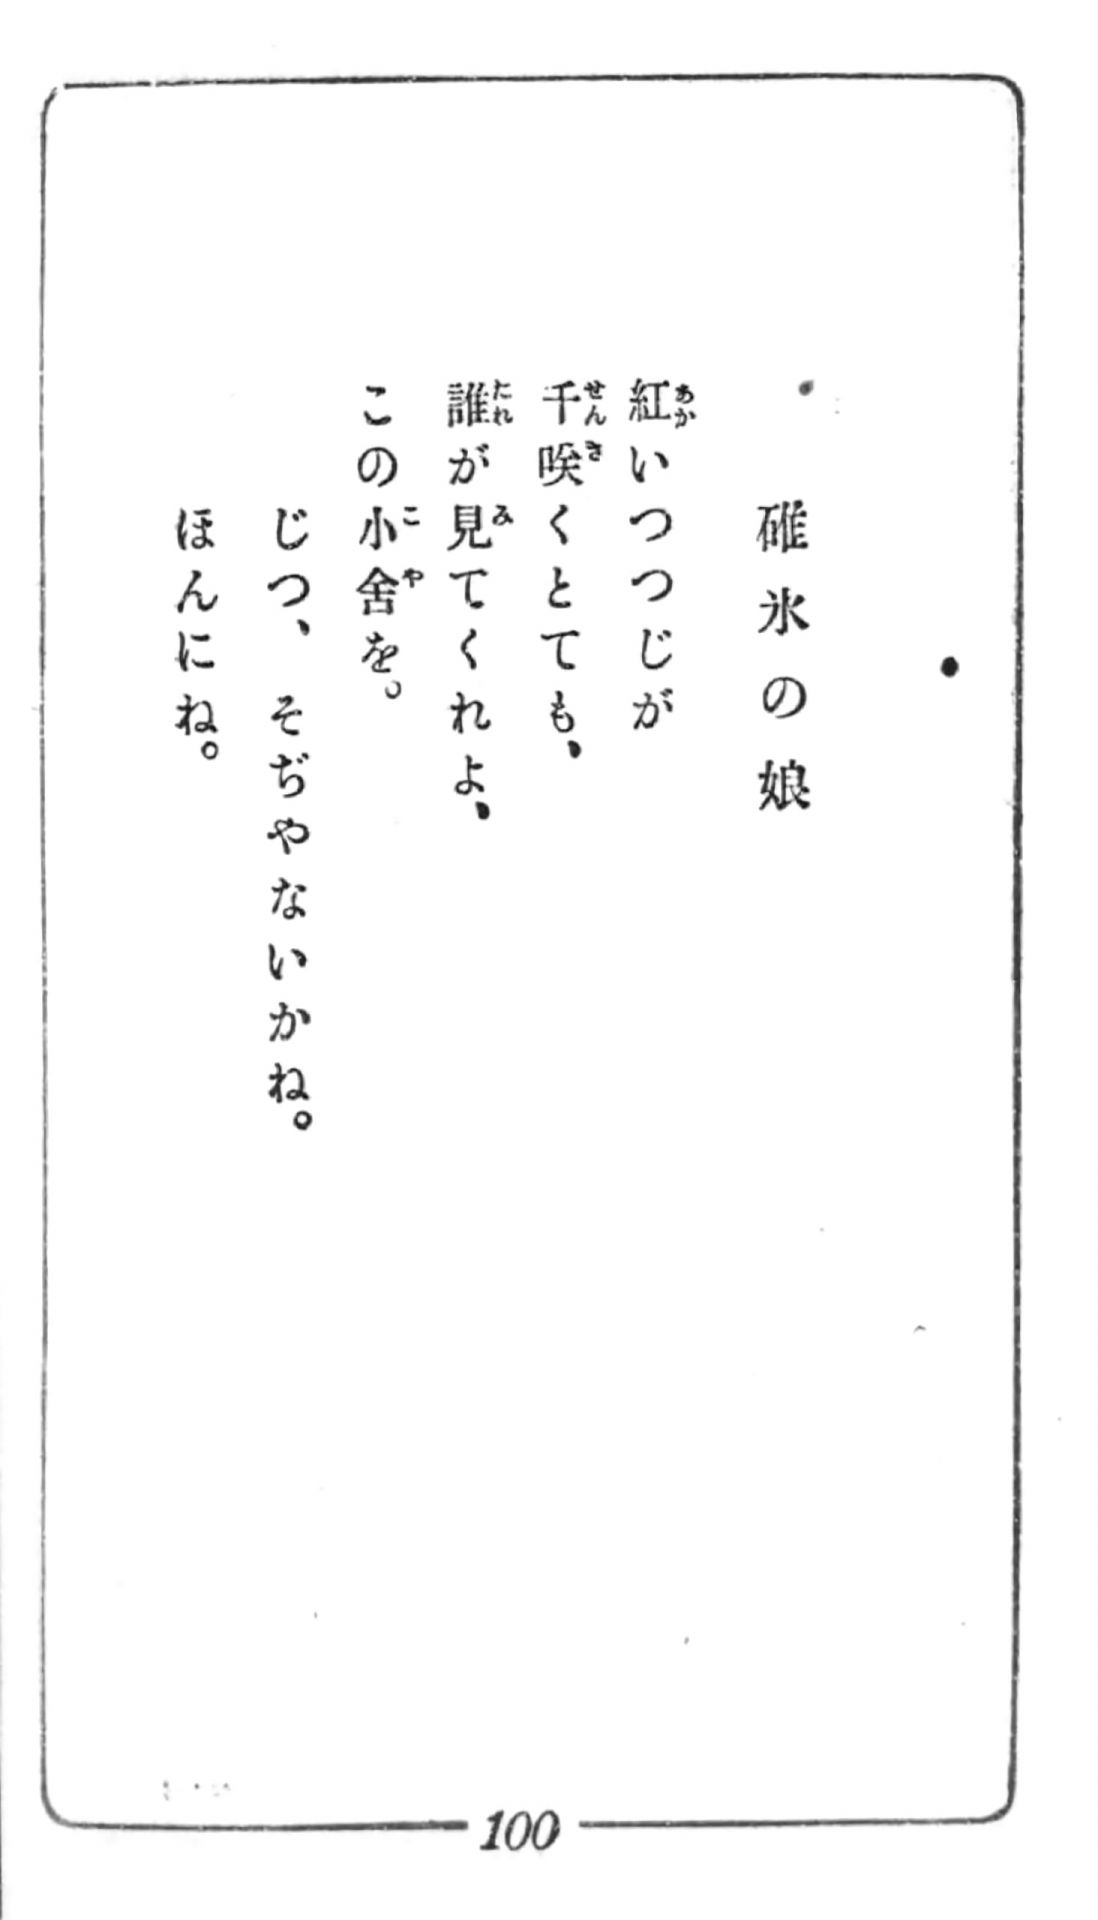 碓氷の娘
紅いつつじが
千咲くとても、
誰が見てくれよ、
この小舎を。
じつ、そぢやないかね。
ほんにね。
100